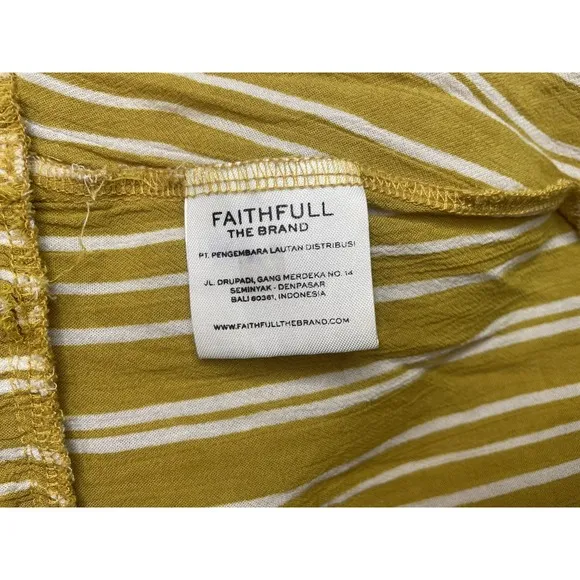 FAITHFULL
THE BRAND
PT. PENGEMBARA LAUTAN DISTRIBUSI
JL. DRUPADI, GANG MERDEKA NO. 14
SEMINYAK - DENPASAR
BALI 80361, INDONESIA
WWW.FAITHFULLTHEBRAND.COM